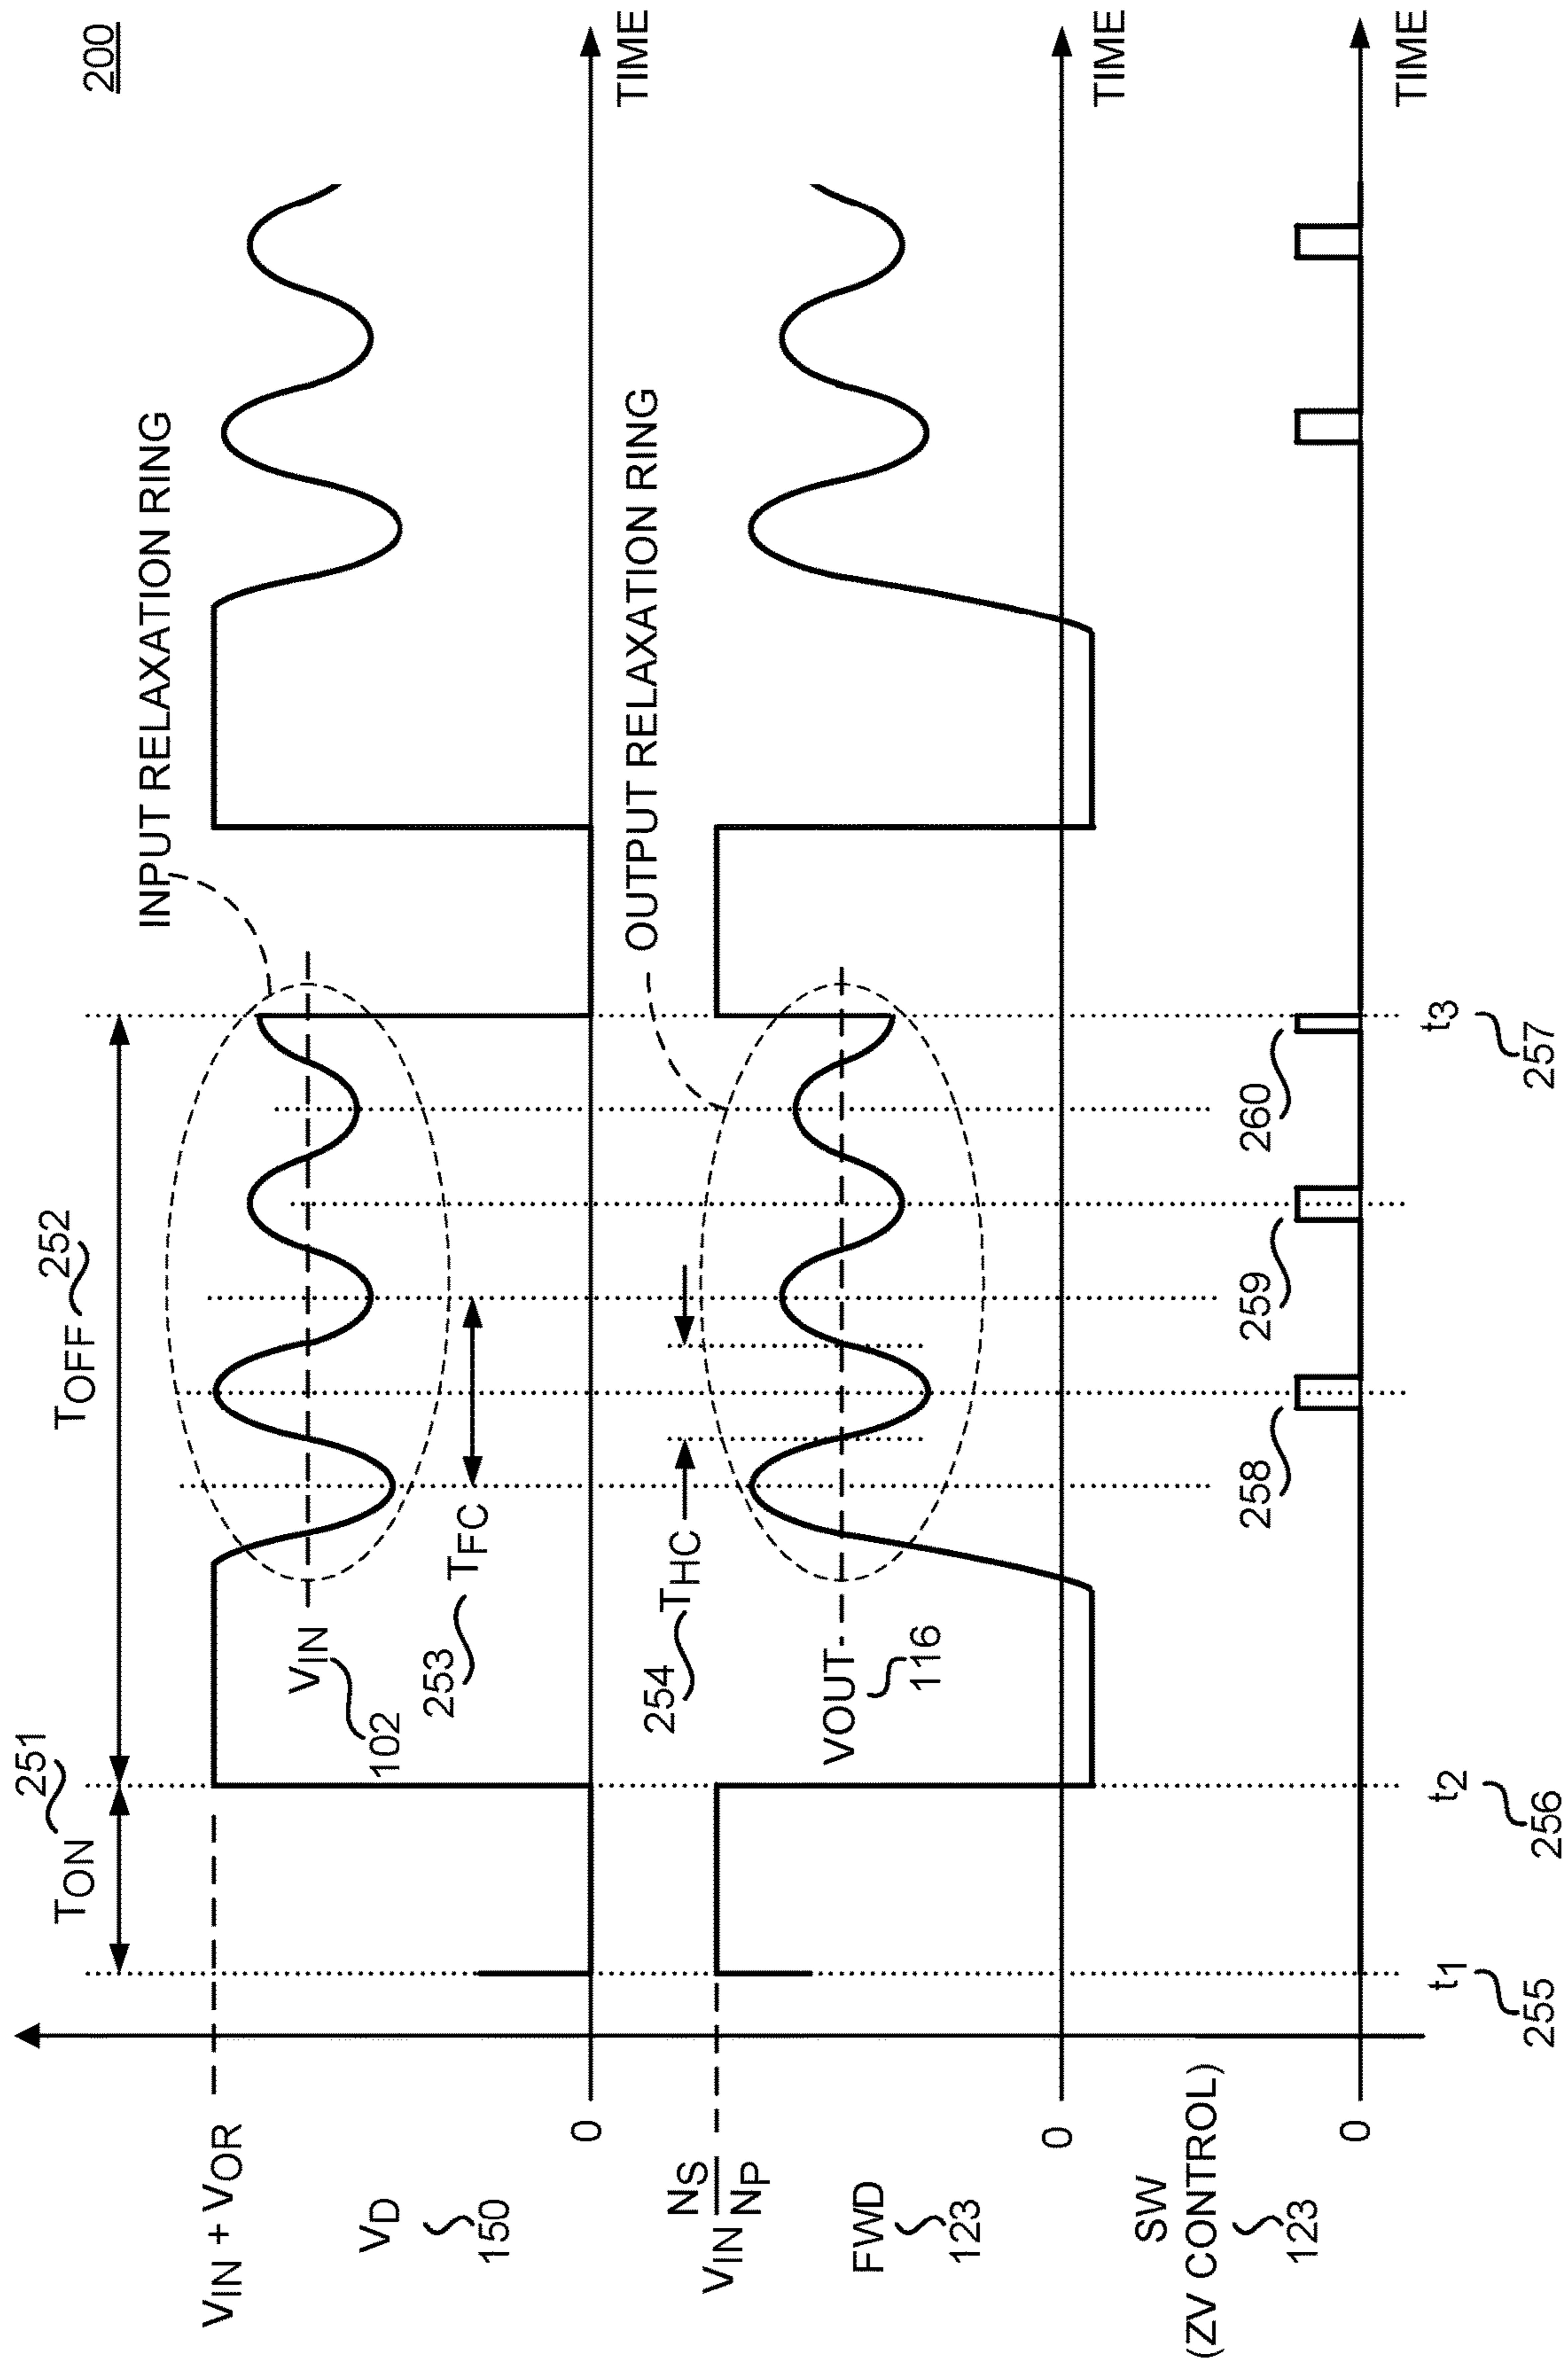 200
TON 251
TOFF 252
INPUT RELAXATION RING
VIN + VOR
VD
150
0
VIN
102
253 TFC
TIME
OUTPUT RELAXATION RING
VIN NS
NP
FWD
123
0
254 THC
VOUT
116
TIME
SW
(ZV CONTROL)
123
0
258
259
260
TIME
t1
255
t2
256
t3
257